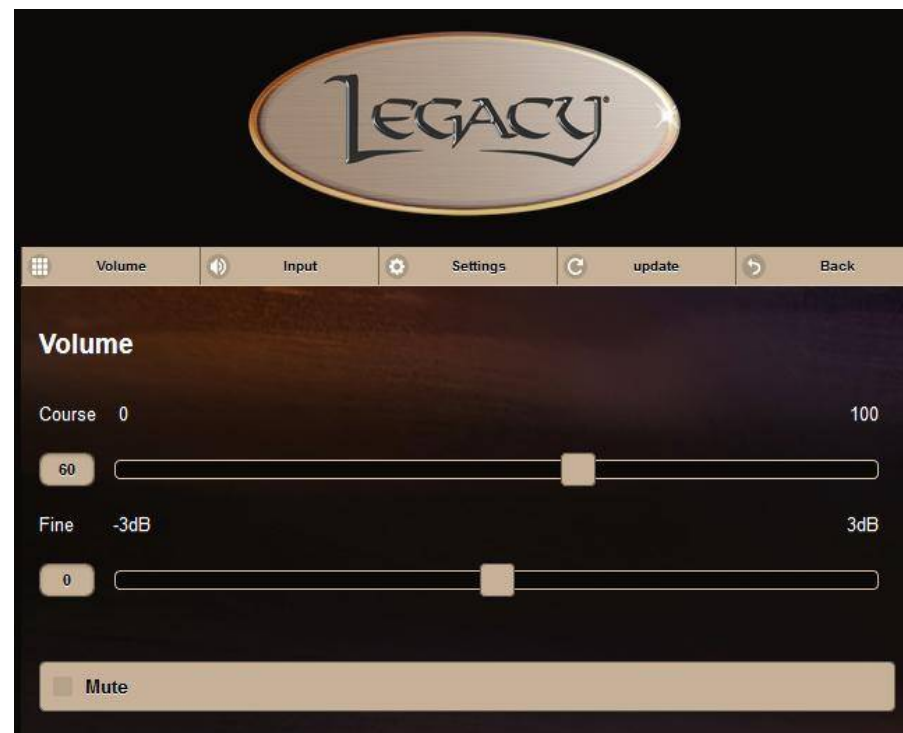 LEGACY
Volume Input Settings update Back
Volume
Course 0 100
60
Fine -3dB 3dB
0
Mute